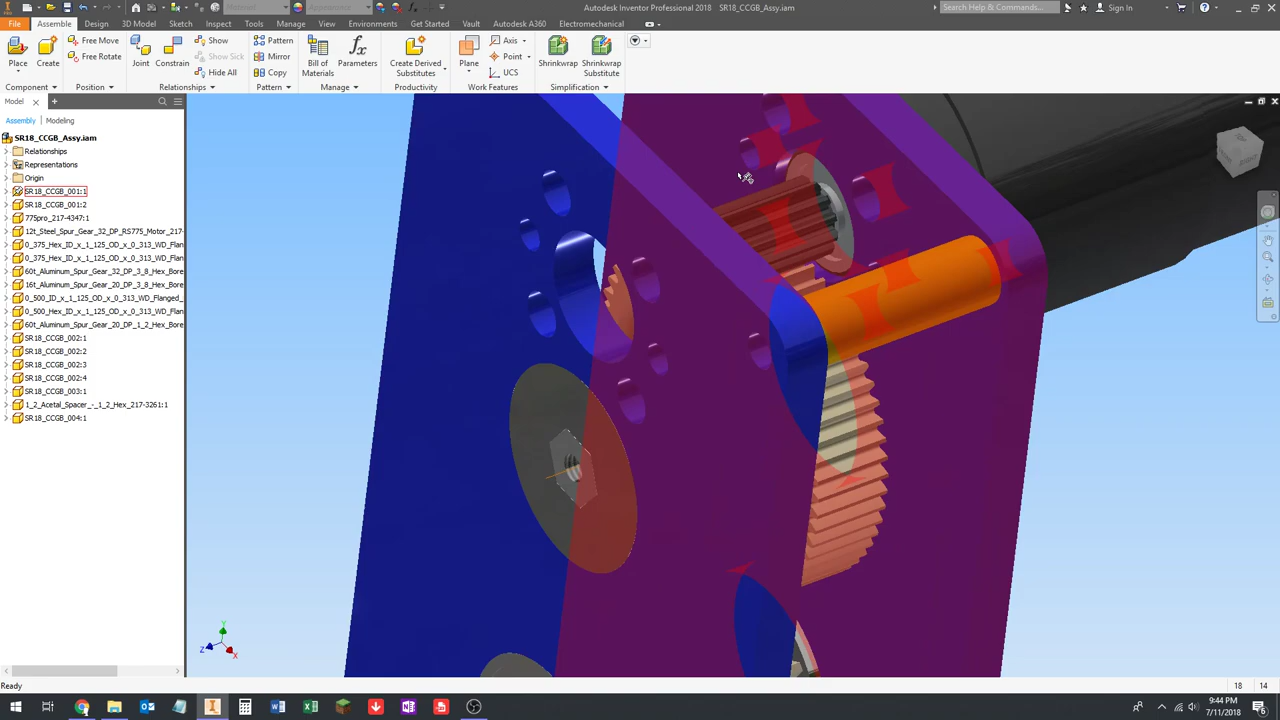 Material
Appearance
Autodesk Inventor Professional 2018 SR18_CCGB_Assy.iam
Search Help & Commands...
Sign In
File Assemble Design 3D Model Sketch Inspect Tools Manage View Environments Get Started Vault Autodesk A360 Electromechanical
Place
Create
Free Move
Free Rotate
Joint
Constrain
Show
Show Sick
Hide All
Pattern
Mirror
Copy
Bill of
Materials
Parameters
Create Derived
Substitutes
Plane
Axis
Point
UCS
Shrinkwrap
Shrinkwrap
Substitute
Component Position Relationships Pattern Manage Productivity Work Features Simplification
Model
Assembly Modeling
SR18_CCGB_Assy.iam
Relationships
Representations
Origin
SR18_CCGB_001:1
SR18_CCGB_001:2
775pro_217-4347:1
12t_Steel_Spur_Gear_32_DP_RS775_Motor_217-
0_375_Hex_ID_x_1_125_OD_x_0_313_WD_Flan
0_375_Hex_ID_x_1_125_OD_x_0_313_WD_Flan
60t_Aluminum_Spur_Gear_32_DP_3_8_Hex_Bore
16t_Aluminum_Spur_Gear_20_DP_3_8_Hex_Bore
0_500_ID_x_1_125_OD_x_0_313_WD_Flanged_
0_500_Hex_ID_x_1_125_OD_x_0_313_WD_Flan
60t_Aluminum_Spur_Gear_20_DP_1_2_Hex_Bore
SR18_CCGB_002:1
SR18_CCGB_002:2
SR18_CCGB_002:3
SR18_CCGB_002:4
SR18_CCGB_003:1
1_2_Acetal_Spacer_-_1_2_Hex_217-3261:1
SR18_CCGB_004:1
Y
Z
X
Ready
18 14
9:44 PM
7/11/2018